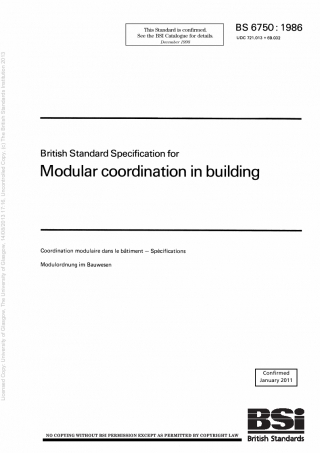 This Standard is confirmed.
See the BSI Catalogue for details.
December 1999
BS 6750 : 1986
UDC 721.013 + 69.032
British Standard Specification for
Modular coordination in building
Coordination modulaire dans le bâtiment — Spécifications
Modulordnung im Bauwesen
Confirmed
January 2011
BSi
British Standards
NO COPYING WITHOUT BSI PERMISSION EXCEPT AS PERMITTED BY COPYRIGHT LAW
Licensed Copy: University of Glasgow, The University of Glasgow, 14/09/2013 17:16, Uncontrolled Copy, (c) The British Standards Institution 2013